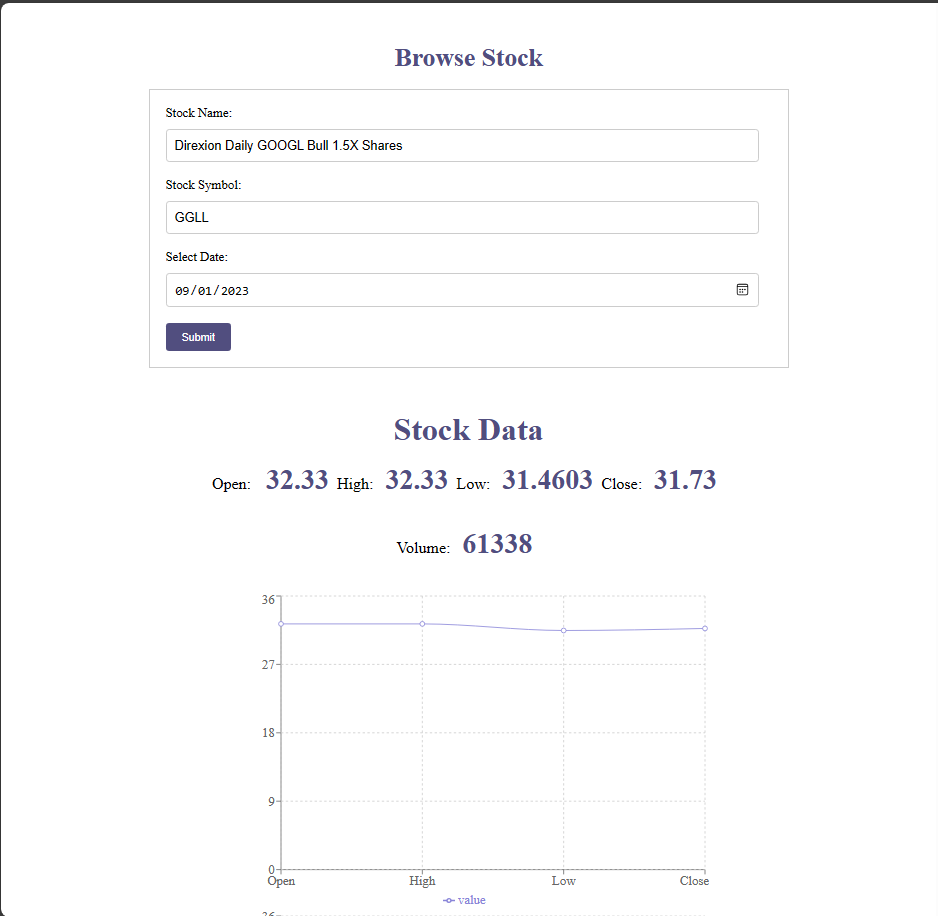 Browse Stock
Stock Name:
Direxion Daily GOOGL Bull 1.5X Shares
Stock Symbol:
GGLL
Select Date:
09/01/2023
Submit
Stock Data
Open: 32.33 High: 32.33 Low: 31.4603 Close: 31.73
Volume: 61338
36
27
18
9
0
Open High Low Close
value